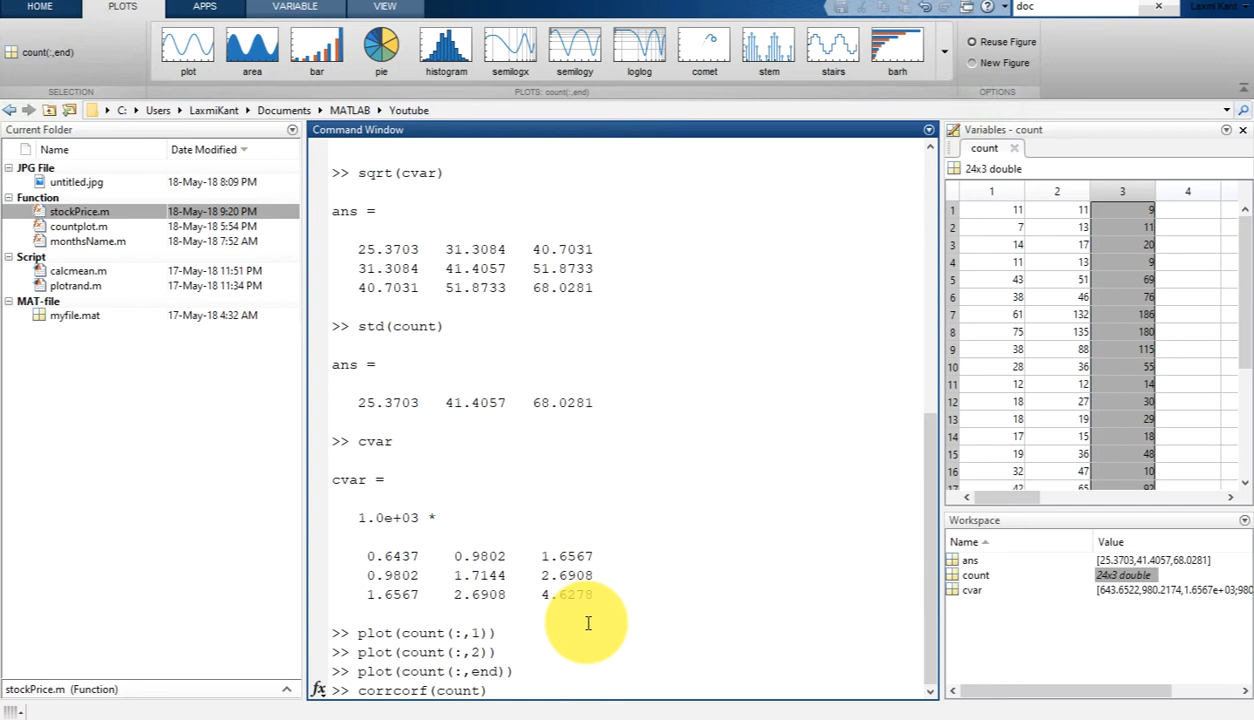 HOME PLOTS APPS VARIABLE VIEW doc Laxmi Kant
count(:,end)
plot area bar pie histogram semilogx semilogy loglog comet stem stairs barh
Reuse Figure
New Figure
SELECTION PLOTS: count(:,end) OPTIONS
C: Users LaxmiKant Documents MATLAB Youtube
Current Folder
Name Date Modified
JPG File
untitled.jpg 18-May-18 8:09 PM
Function
stockPrice.m 18-May-18 9:20 PM
countplot.m 18-May-18 5:54 PM
monthsName.m 18-May-18 7:52 AM
Script
calcmean.m 17-May-18 11:51 PM
plotrand.m 17-May-18 11:34 PM
MAT-file
myfile.mat 17-May-18 4:32 AM
stockPrice.m (Function)
Command Window
>> sqrt(cvar)
ans =
25.3703 31.3084 40.7031
31.3084 41.4057 51.8733
40.7031 51.8733 68.0281
>> std(count)
ans =
25.3703 41.4057 68.0281
>> cvar
cvar =
1.0e+03 *
0.6437 0.9802 1.6567
0.9802 1.7144 2.6908
1.6567 2.6908 4.6278
>> plot(count(:,1))
>> plot(count(:,2))
>> plot(count(:,end))
fx >> corrcorf(count)
Variables - count
count
24x3 double
1 2 3 4
1 11 11 9
2 7 13 11
3 14 17 20
4 11 13 9
5 43 51 69
6 38 46 76
7 61 132 186
8 75 135 180
9 38 88 115
10 28 36 55
11 12 12 14
12 18 27 30
13 18 19 29
14 17 15 18
15 19 36 48
16 32 47 10
17 42 65 92
Workspace
Name Value
ans [25.3703,41.4057,68.0281]
count 24x3 double
cvar [643.6522,980.2174,1.6567e+03;980